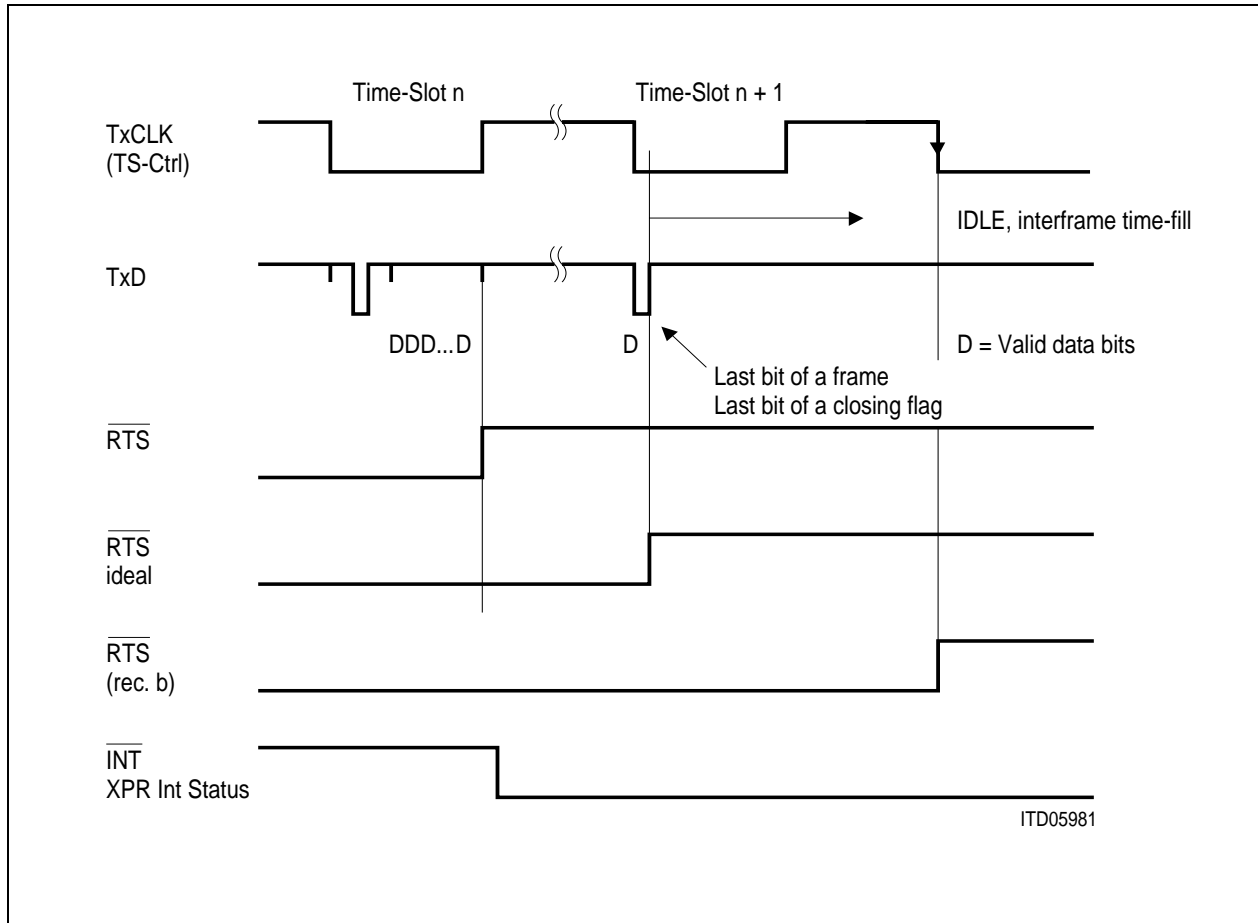 Time-Slot n
Time-Slot n + 1
TxCLK
(TS-Ctrl)
IDLE, interframe time-fill
TxD
DDD...D
D
D = Valid data bits
Last bit of a frame
Last bit of a closing flag
RTS
RTS
ideal
RTS
(rec. b)
INT
XPR Int Status
ITD05981